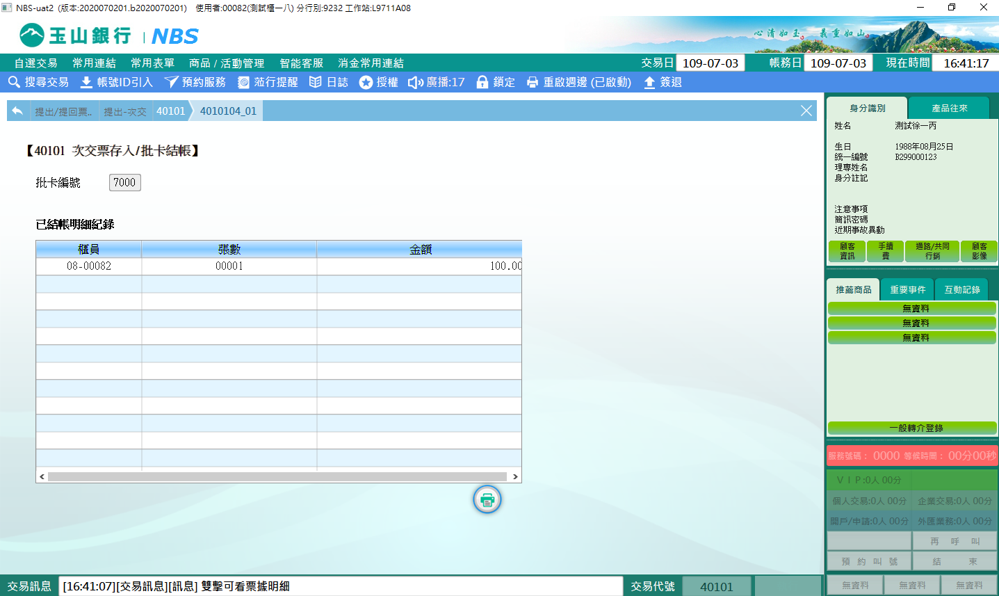 NBS-uat2 (版本:2020070201.b2020070201) 使用者:00082(測試櫃一八) 分行別:9232 工作站:L9711A08
玉山銀行 | NBS
心清如玉。義重如山。
自選交易 常用連結 常用表單 商品 / 活動管理 智能客服 消金常用連結 交易日 109-07-03 帳務日 109-07-03 現在時間 16:41:17
搜尋交易 帳號ID引入 預約服務 蒞行提醒 日誌 授權 廣播:17 鎖定 重啟週邊 (已啟動) 簽退
提出/提回票.. 提出-次交 40101 4010104_01
【40101 次交票存入/批卡結帳】
批卡編號 7000
已結帳明細紀錄
櫃員 張數 金額
08-00082 00001 100.00
身分識別 產品往來
姓名 測試徐一丙
生日 1988年08月25日
統一編號 B299000123
理專姓名
身分註記
注意事項
簡訊密碼
近期事故異動
顧客資訊 手續費 通路/共同行銷 顧客影像
推薦商品 重要事件 互動記錄
無資料
無資料
無資料
一般轉介登錄
服務號碼： 0000 等候時間： 00分00秒
ＶＩＰ:0人 00分
個人交易:0人 00分 企業交易:0人 00分
開戶/申請:0人 00分 外匯業務:0人 00分
再 呼 叫
預 約 叫 號 結 束
無資料 無資料 無資料
交易訊息 [16:41:07][交易訊息][訊息] 雙擊可看票據明細 交易代號 40101